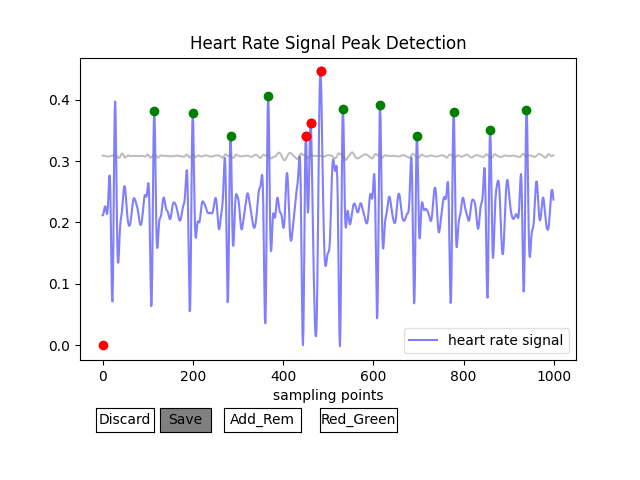 Heart Rate Signal Peak Detection
0.4
0.3
0.2
0.1
0.0
heart rate signal
0 200 400 600 800 1000
sampling points
Discard Save Add_Rem Red_Green